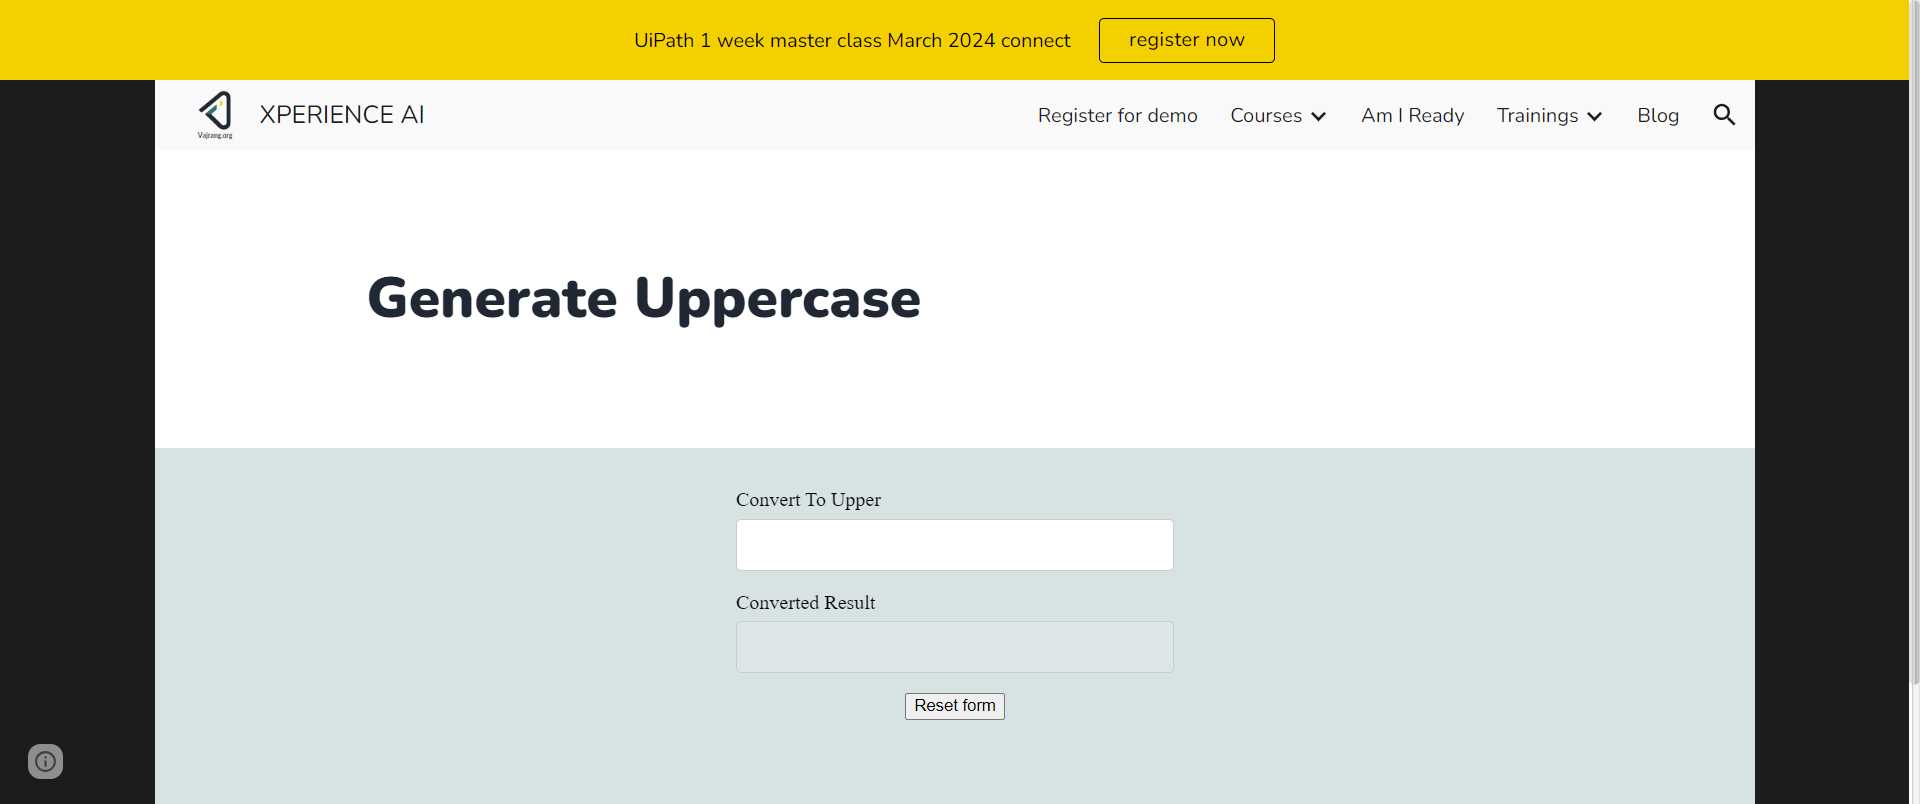 UiPath 1 week master class March 2024 connect register now
Vajrang.org
XPERIENCE AI Register for demo Courses Am I Ready Trainings Blog
Generate Uppercase
Convert To Upper
Converted Result
Reset form